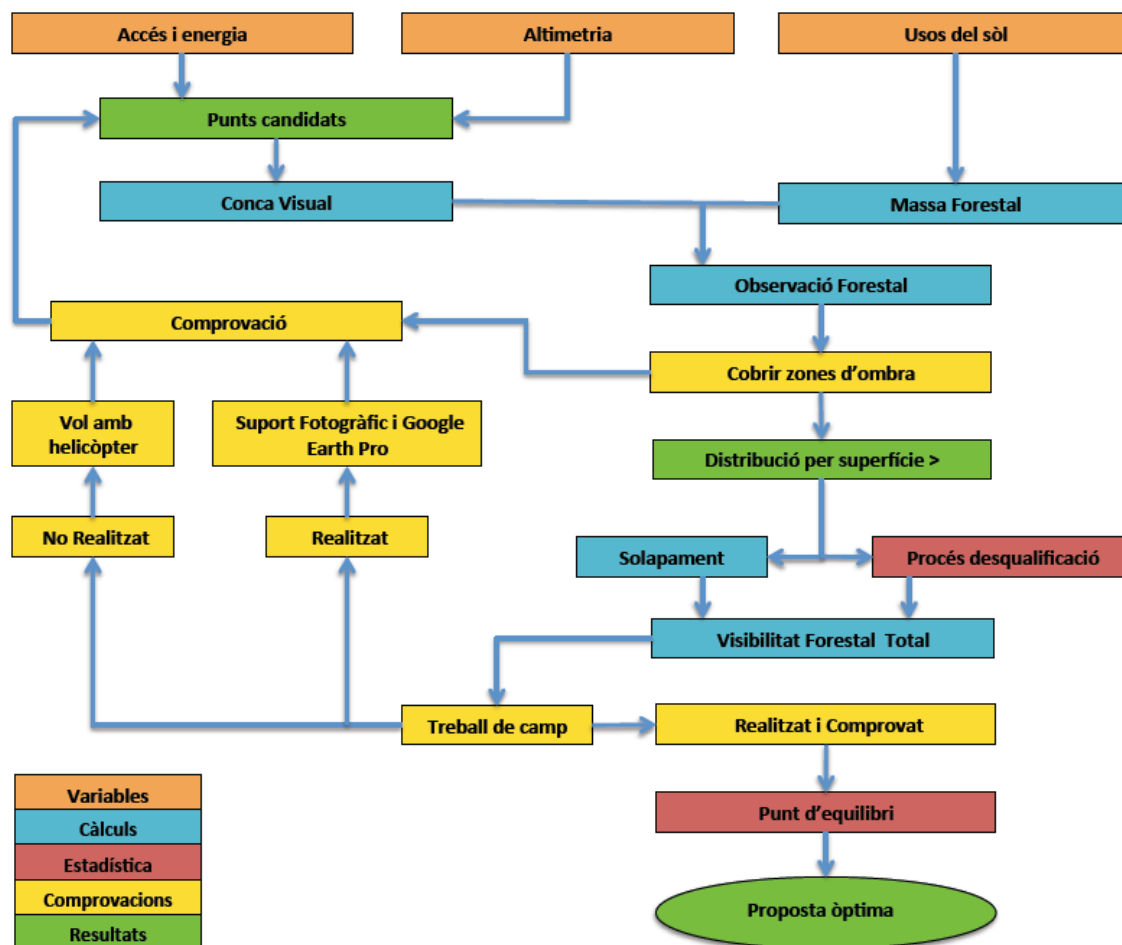 Accés i energia
Altimetria
Usos del sòl
Punts candidats
Conca Visual
Massa Forestal
Observació Forestal
Comprovació
Cobrir zones d’ombra
Vol amb
helicòpter
Suport Fotogràfic i Google
Earth Pro
Distribució per superfície >
No Realitzat
Realitzat
Solapament
Procés desqualificació
Visibilitat Forestal Total
Treball de camp
Realitzat i Comprovat
Variables
Càlculs
Estadística
Comprovacions
Resultats
Punt d’equilibri
Proposta òptima